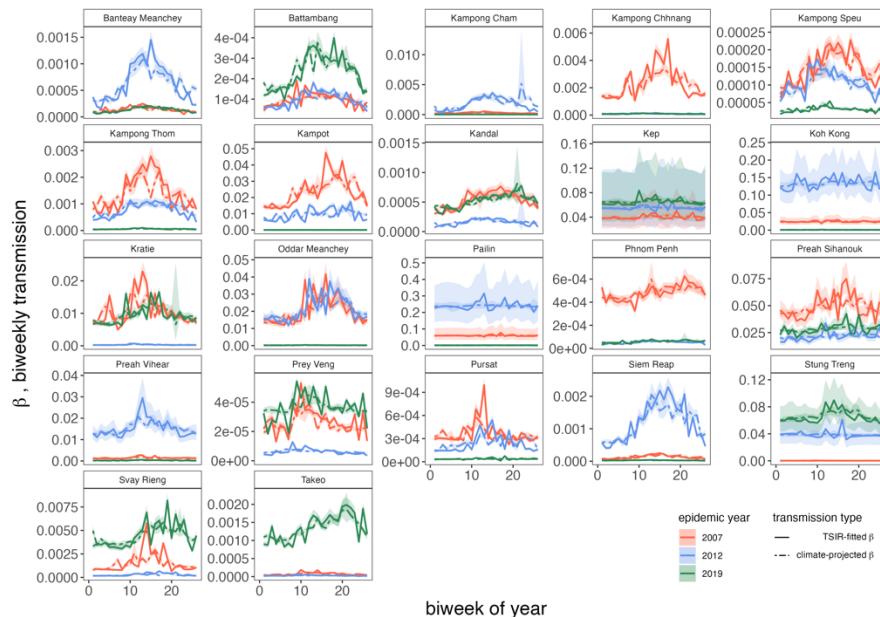 Banteay Meanchey
Battambang
Kampong Cham
Kampong Chhnang
Kampong Speu
0.0015
0.0010
0.0005
0.0000
4e-04
3e-04
2e-04
1e-04
0.010
0.005
0.000
0.006
0.004
0.002
0.000
0.00025
0.00020
0.00015
0.00010
0.00005
Kampong Thom
Kampot
Kandal
Kep
Koh Kong
0.003
0.002
0.001
0.000
0.05
0.04
0.03
0.02
0.01
0.00
0.0015
0.0010
0.0005
0.0000
0.16
0.12
0.08
0.04
0.25
0.20
0.15
0.10
0.05
0.00
Kratie
Oddar Meanchey
Pailin
Phnom Penh
Preah Sihanouk
0.02
0.01
0.00
0.05
0.04
0.03
0.02
0.01
0.00
0.5
0.4
0.3
0.2
0.1
0.0
6e-04
4e-04
2e-04
0e+00
0.075
0.050
0.025
0.000
Preah Vihear
Prey Veng
Pursat
Siem Reap
Stung Treng
0.04
0.03
0.02
0.01
0.00
4e-05
2e-05
0e+00
9e-04
6e-04
3e-04
0e+00
0.002
0.001
0.000
0.12
0.08
0.04
0.00
Svay Rieng
Takeo
0.0075
0.0050
0.0025
0.0000
0.0020
0.0015
0.0010
0.0005
0.0000
0 10 20
0 10 20
0 10 20
0 10 20
0 10 20
β , biweekly transmission
biweek of year
epidemic year
2007
2012
2019
transmission type
TSIR-fitted β
climate-projected β